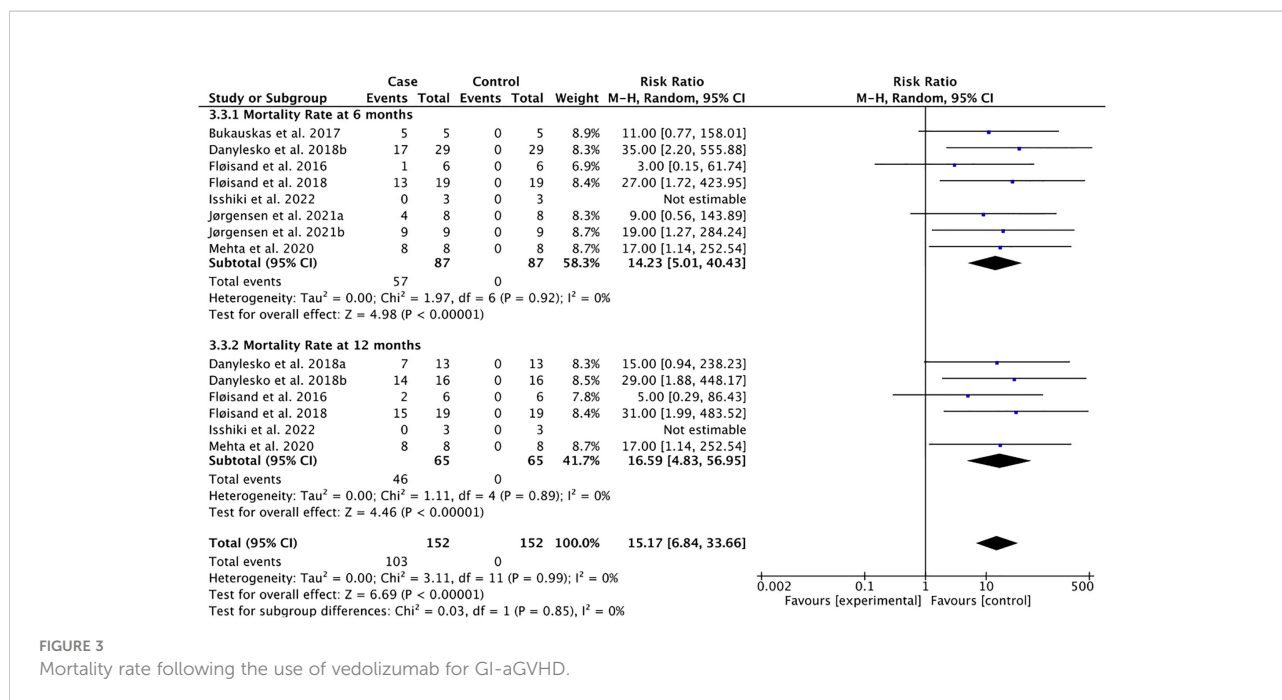 Case Control Risk Ratio Risk Ratio
Study or Subgroup Events Total Events Total Weight M-H, Random, 95% CI M-H, Random, 95% CI
3.3.1 Mortality Rate at 6 months
Bukauskas et al. 2017 5 5 0 5 8.9% 11.00 [0.77, 158.01]
Danylesko et al. 2018b 17 29 0 29 8.3% 35.00 [2.20, 555.88]
Fløisand et al. 2016 1 6 0 6 6.9% 3.00 [0.15, 61.74]
Fløisand et al. 2018 13 19 0 19 8.4% 27.00 [1.72, 423.95]
Isshiki et al. 2022 0 3 0 3 Not estimable
Jørgensen et al. 2021a 4 8 0 8 8.3% 9.00 [0.56, 143.89]
Jørgensen et al. 2021b 9 9 0 9 8.7% 19.00 [1.27, 284.24]
Mehta et al. 2020 8 8 0 8 8.7% 17.00 [1.14, 252.54]
Subtotal (95% CI) 87 87 58.3% 14.23 [5.01, 40.43]
Total events 57 0
Heterogeneity: Tau² = 0.00; Chi² = 1.97, df = 6 (P = 0.92); I² = 0%
Test for overall effect: Z = 4.98 (P < 0.00001)
3.3.2 Mortality Rate at 12 months
Danylesko et al. 2018a 7 13 0 13 8.3% 15.00 [0.94, 238.23]
Danylesko et al. 2018b 14 16 0 16 8.5% 29.00 [1.88, 448.17]
Fløisand et al. 2016 2 6 0 6 7.8% 5.00 [0.29, 86.43]
Fløisand et al. 2018 15 19 0 19 8.4% 31.00 [1.99, 483.52]
Isshiki et al. 2022 0 3 0 3 Not estimable
Mehta et al. 2020 8 8 0 8 8.7% 17.00 [1.14, 252.54]
Subtotal (95% CI) 65 65 41.7% 16.59 [4.83, 56.95]
Total events 46 0
Heterogeneity: Tau² = 0.00; Chi² = 1.11, df = 4 (P = 0.89); I² = 0%
Test for overall effect: Z = 4.46 (P < 0.00001)
Total (95% CI) 152 152 100.0% 15.17 [6.84, 33.66]
Total events 103 0
Heterogeneity: Tau² = 0.00; Chi² = 3.11, df = 11 (P = 0.99); I² = 0%
Test for overall effect: Z = 6.69 (P < 0.00001)
Test for subgroup differences: Chi² = 0.03, df = 1 (P = 0.85), I² = 0%
0.002 0.1 1 10 500
Favours [experimental] Favours [control]
FIGURE 3
Mortality rate following the use of vedolizumab for GI-aGVHD.